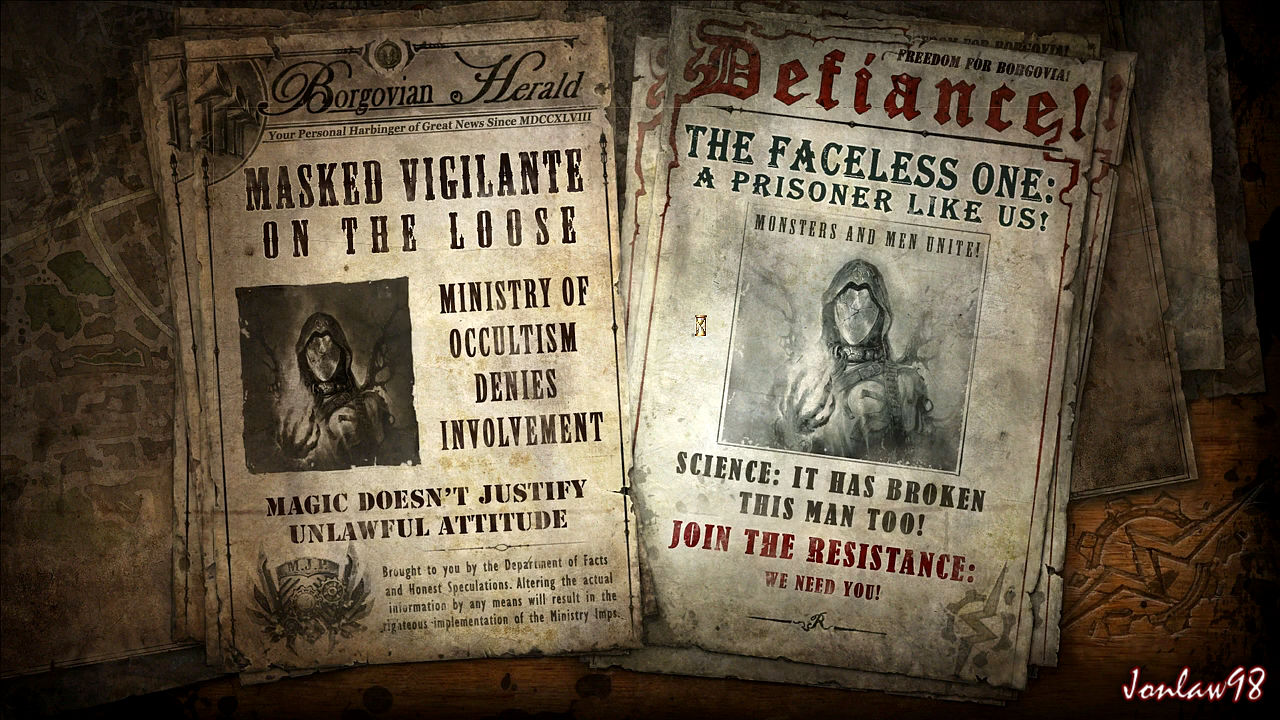 Borgovian Herald
Your Personal Harbinger of Great News Since MDCCXLVIII
MASKED VIGILANTE
ON THE LOOSE
MINISTRY OF
OCCULTISM
DENIES
INVOLVEMENT
MAGIC DOESN'T JUSTIFY
UNLAWFUL ATTITUDE
M.J.P.
Brought to you by the Department of Facts
and Honest Speculations. Altering the actual
information by any means will result in the
righteous implementation of the Ministry Imps.
FREEDOM FOR BORGOVIA!
FREEDOM FOR BORGOVIA!
Defiance!
THE FACELESS ONE:
A PRISONER LIKE US!
MONSTERS AND MEN UNITE!
SCIENCE: IT HAS BROKEN
THIS MAN TOO!
JOIN THE RESISTANCE:
WE NEED YOU!
R
Jonlaw98